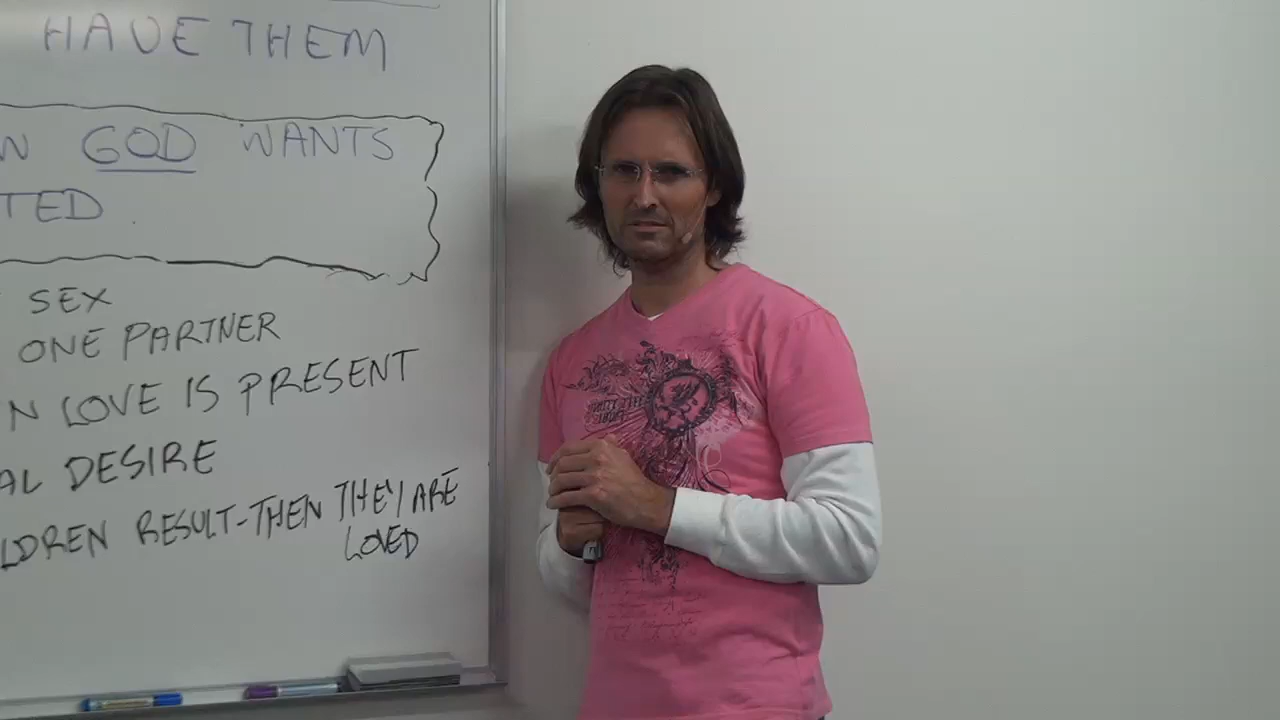 HAVE THEM
GOD WANTS
TED
SEX
ONE PARTNER
N LOVE IS PRESENT
AL DESIRE
LDREN RESULT-THEN THEY ARE
LOVED